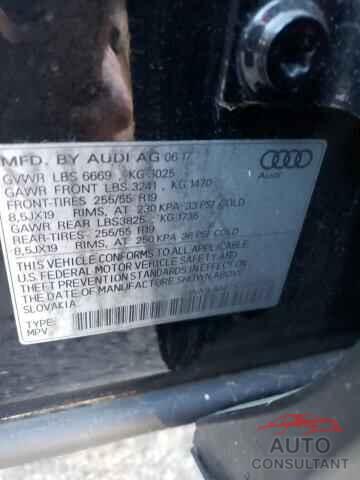 MFD. BY AUDI AG 06.17
GVWR LBS 6669 KG 3025
GAWR FRONT LBS 3241 KG 1470
FRONT-TIRES 255/55 R19
8,5JX19 RIMS, AT 230 KPA/33 PSI COLD
GAWR REAR LBS3825 KG 1735
REAR-TIRES 255/55 R19
8,5JX19 RIMS, AT 250 KPA/36 PSI COLD
THIS VEHICLE CONFORMS TO ALL APPLICABLE
U.S. FEDERAL MOTOR VEHICLE SAFETY AND
THEFT PREVENTION STANDARDS IN EFFECT ON
DATE OF MANUFACTURE SHOWN ABOVE.
SLOVAKIA
TYPE:
MPV
Audi
AUTO
CONSULTANT